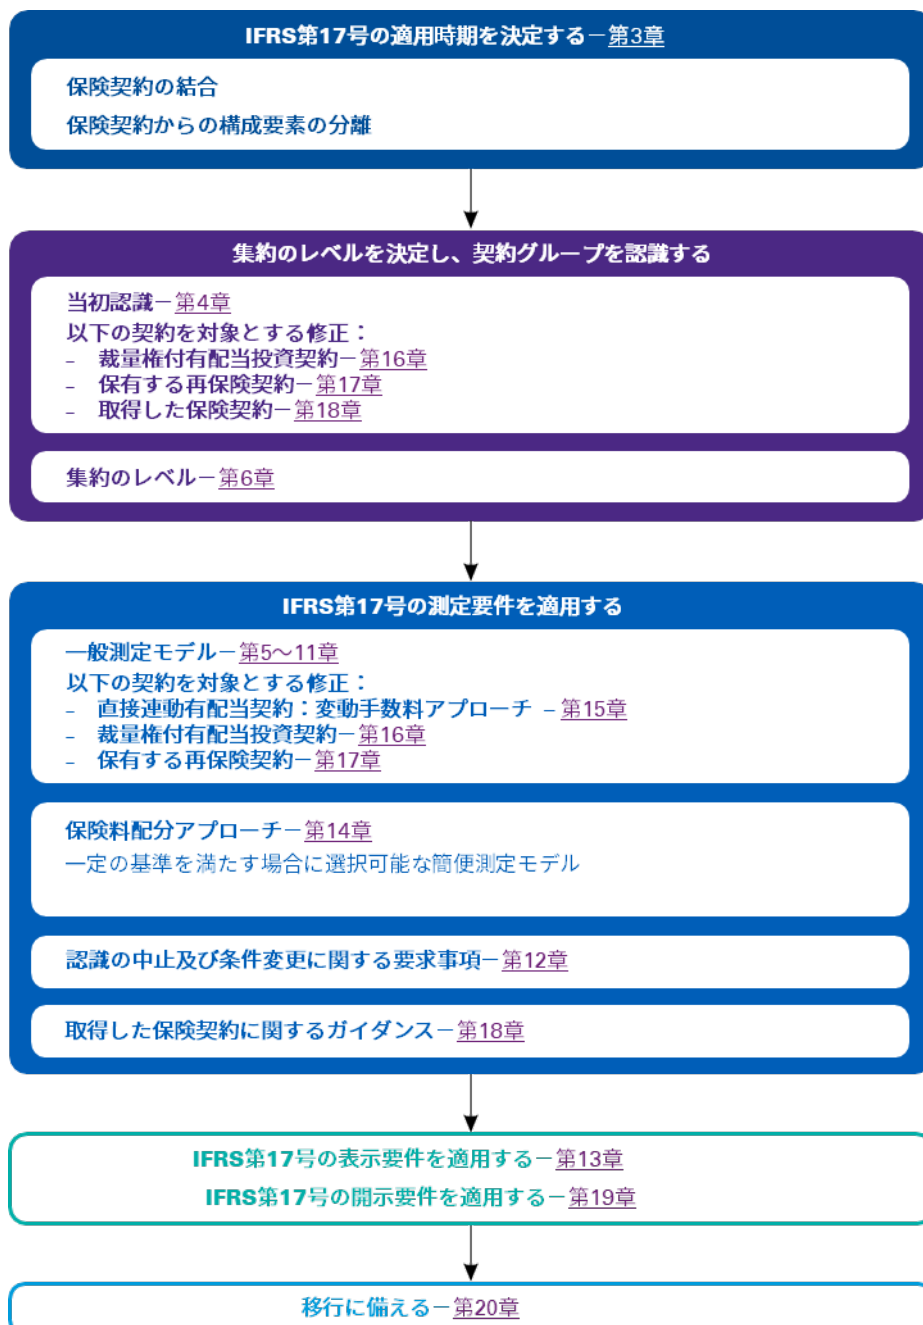 IFRS第17号の適用時期を決定する－第3章
保険契約の結合
保険契約からの構成要素の分離
集約のレベルを決定し、契約グループを認識する
当初認識－第4章
以下の契約を対象とする修正：
– 裁量権付有配当投資契約－第16章
– 保有する再保険契約－第17章
– 取得した保険契約－第18章
集約のレベル－第6章
IFRS第17号の測定要件を適用する
一般測定モデル－第5～11章
以下の契約を対象とする修正：
– 直接連動有配当契約：変動手数料アプローチ – 第15章
– 裁量権付有配当投資契約－第16章
– 保有する再保険契約－第17章
保険料配分アプローチ－第14章
一定の基準を満たす場合に選択可能な簡便測定モデル
認識の中止及び条件変更に関する要求事項－第12章
取得した保険契約に関するガイダンス－第18章
IFRS第17号の表示要件を適用する－第13章
IFRS第17号の開示要件を適用する－第19章
移行に備える－第20章